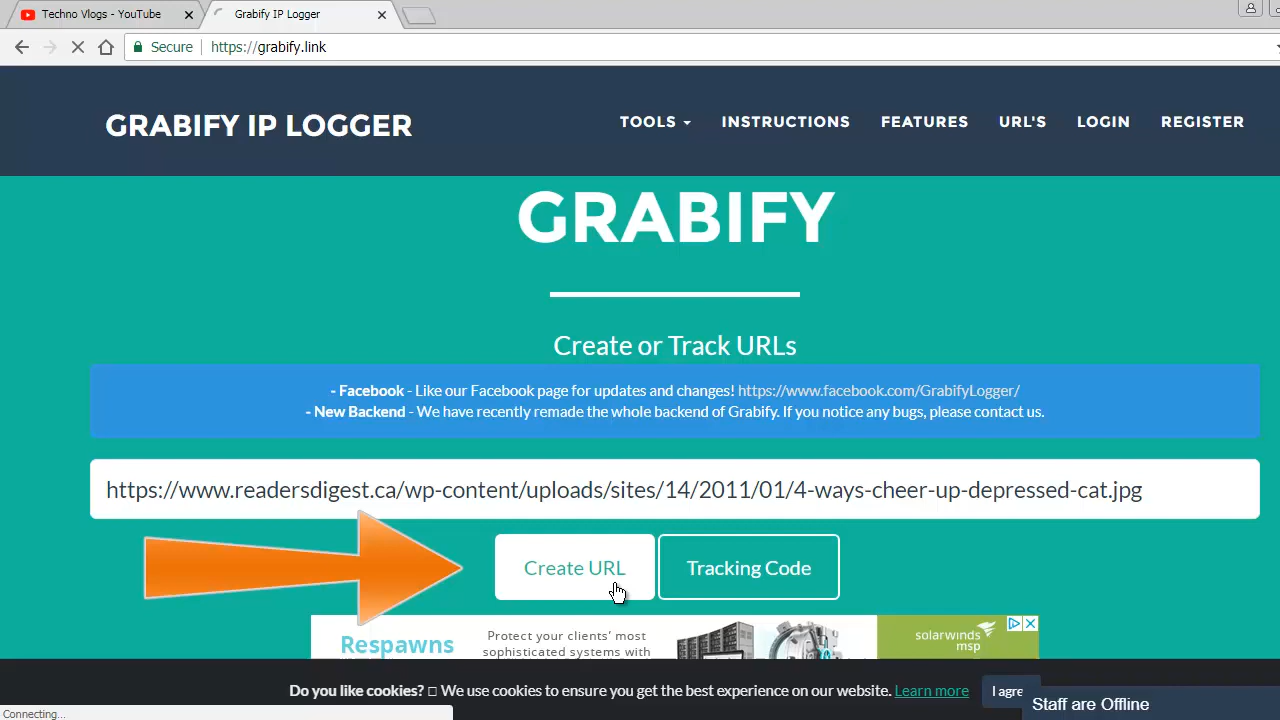 Techno Vlogs - YouTube
Grabify IP Logger
Secure
https://grabify.link
GRABIFY IP LOGGER
TOOLS
INSTRUCTIONS
FEATURES
URL'S
LOGIN
REGISTER
GRABIFY
Create or Track URLs
- Facebook - Like our Facebook page for updates and changes! https://www.facebook.com/GrabifyLogger/
- New Backend - We have recently remade the whole backend of Grabify. If you notice any bugs, please contact us.
https://www.readersdigest.ca/wp-content/uploads/sites/14/2011/01/4-ways-cheer-up-depressed-cat.jpg
Create URL
Tracking Code
Respawns
Protect your clients' most
sophisticated systems with
solarwinds
msp
Do you like cookies? We use cookies to ensure you get the best experience on our website. Learn more
I agre
Staff are Offline
Connecting...